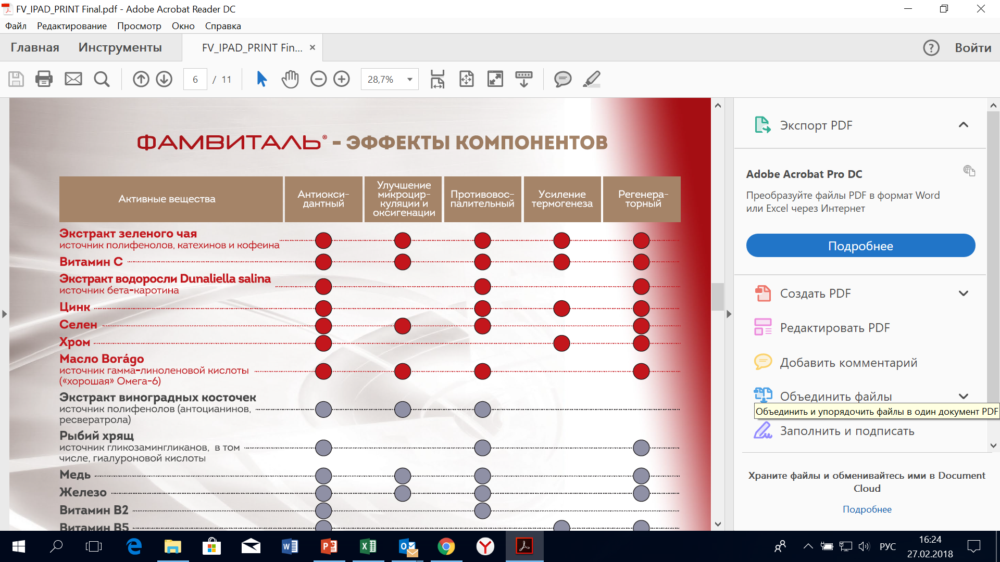 FV_IPAD_PRINT Final.pdf - Adobe Acrobat Reader DC
Файл Редактирование Просмотр Окно Справка
Главная Инструменты FV_IPAD_PRINT Fin... × ? Войти
6 / 11 28,7%
ФАМВИТАЛЬ® - ЭФФЕКТЫ КОМПОНЕНТОВ
Активные вещества
Антиокси-
дантный
Улучшение
микроцир-
куляции и
оксигенации
Противовос-
палительный
Усиление
термогенеза
Регенера-
торный
Экстракт зеленого чая
источник полифенолов, катехинов и кофеина
Витамин С
Экстракт водоросли Dunaliella salina
источник бета-каротина
Цинк
Селен
Хром
Масло Borágo
источник гамма-линоленовой кислоты
(«хорошая» Омега-6)
Экстракт виноградных косточек
источник полифенолов (антоцианинов,
ресвератрола)
Рыбий хрящ
источник гликозамингликанов, в том
числе, гиалуроновой кислоты
Медь
Железо
Витамин В2
Витамин В5
Экспорт PDF
Adobe Acrobat Pro DC
Преобразуйте файлы PDF в формат Word
или Excel через Интернет
Подробнее
Создать PDF
Редактировать PDF
Добавить комментарий
Объединить файлы
Объединить и упорядочить файлы в один документ PDF
Заполнить и подписать
Храните файлы и обменивайтесь ими в Document
Cloud
Подробнее
РУС
16:24
27.02.2018